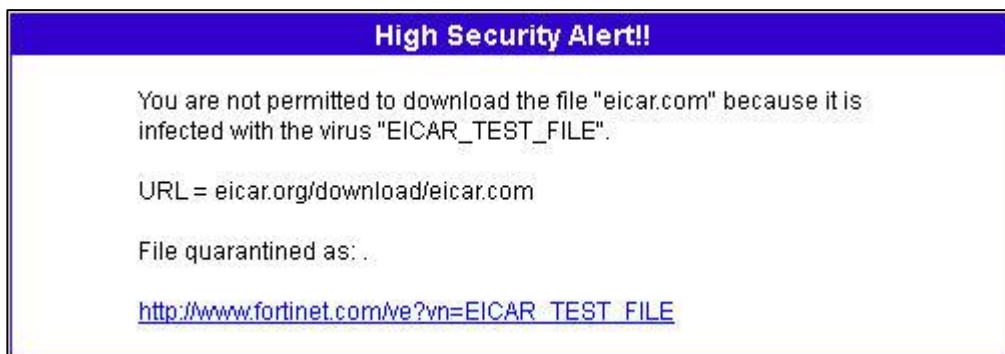 High Security Alert!!
You are not permitted to download the file "eicar.com" because it is
infected with the virus "EICAR_TEST_FILE".
URL = eicar.org/download/eicar.com
File quarantined as: .
http://www.fortinet.com/ve?vn=EICAR_TEST_FILE